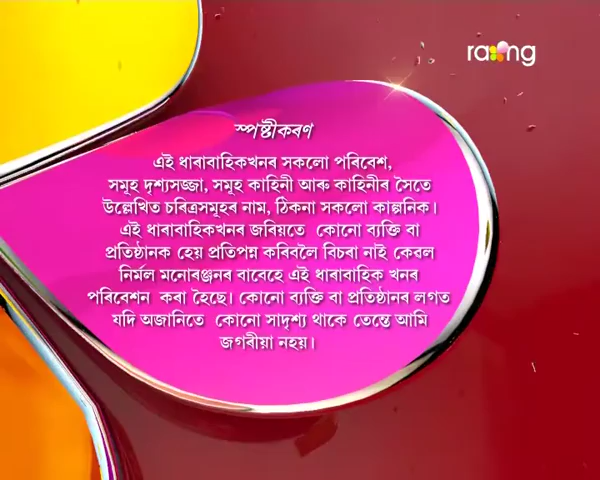 rang
স্পষ্টীকৰণ
এই ধাৰাবাহিকখনৰ সকলো পৰিবেশ,
সমূহ দৃশ্যসজ্জা, সমূহ কাহিনী আৰু কাহিনীৰ সৈতে
উল্লেখিত চৰিত্ৰসমূহৰ নাম, ঠিকনা সকলো কাল্পনিক।
এই ধাৰাবাহিকখনৰ জৰিয়তে কোনো ব্যক্তি বা
প্ৰতিষ্ঠানক হেয় প্ৰতিপন্ন কৰিবলৈ বিচৰা নাই কেৱল
নিৰ্মল মনোৰঞ্জনৰ বাবেহে এই ধাৰাবাহিক খনৰ
পৰিবেশন কৰা হৈছে। কোনো ব্যক্তি বা প্ৰতিষ্ঠানৰ লগত
যদি অজানিতে কোনো সাদৃশ্য থাকে তেন্তে আমি
জগৰীয়া নহয়।